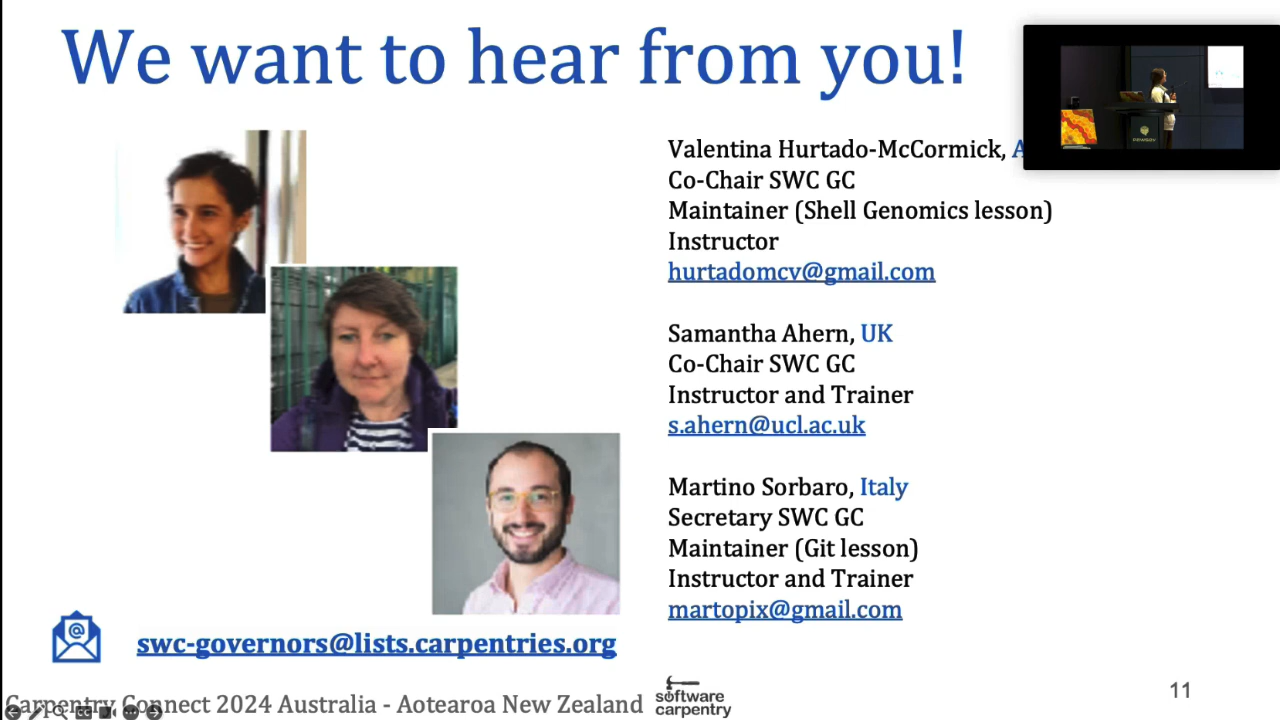 We want to hear from you!
Valentina Hurtado-McCormick,
Co-Chair SWC GC
Maintainer (Shell Genomics lesson)
Instructor
hurtadomcv@gmail.com
Samantha Ahern, UK
Co-Chair SWC GC
Instructor and Trainer
s.ahern@ucl.ac.uk
Martino Sorbaro, Italy
Secretary SWC GC
Maintainer (Git lesson)
Instructor and Trainer
martopix@gmail.com
@
swc-governors@lists.carpentries.org
Carpentry Connect 2024 Australia - Aotearoa New Zealand
software
carpentry
11
PAWSEY